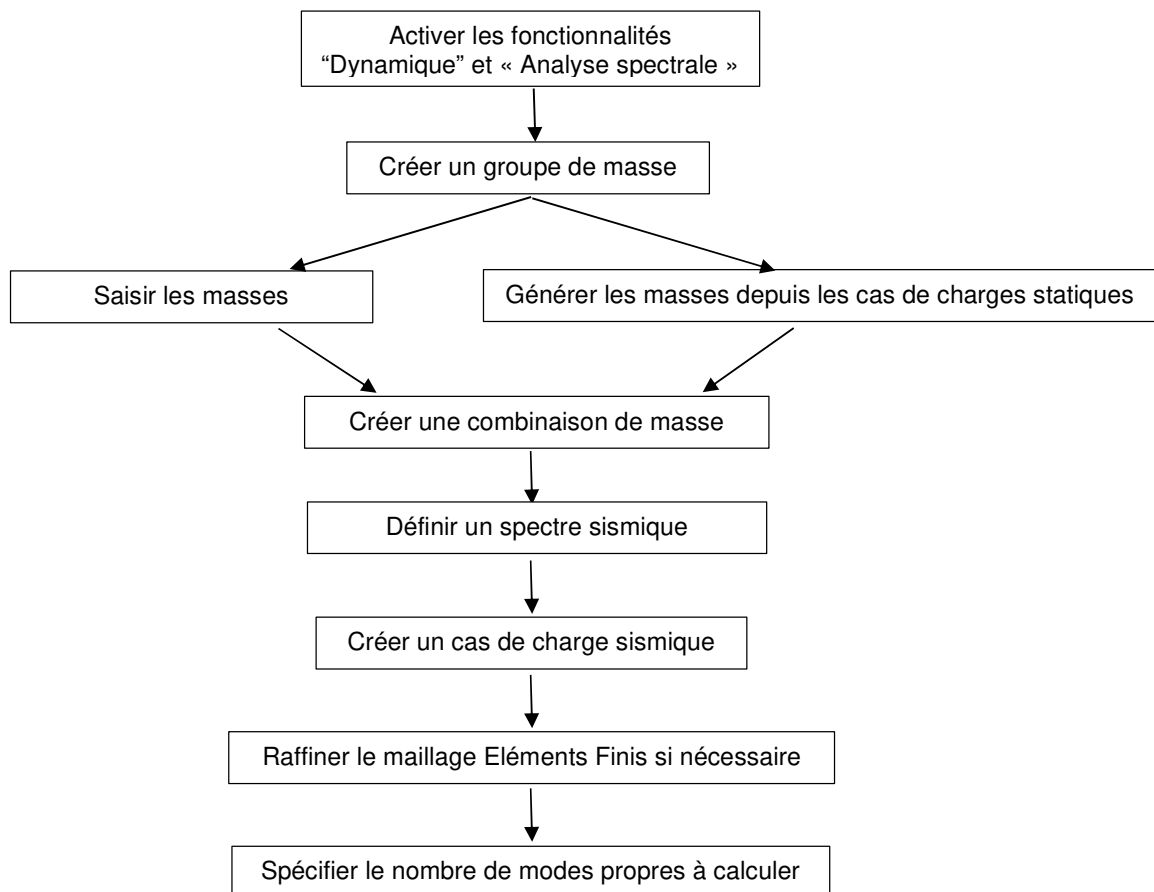 Activer les fonctionnalités
“Dynamique” et « Analyse spectrale »
Créer un groupe de masse
Saisir les masses
Générer les masses depuis les cas de charges statiques
Créer une combinaison de masse
Définir un spectre sismique
Créer un cas de charge sismique
Raffiner le maillage Eléments Finis si nécessaire
Spécifier le nombre de modes propres à calculer